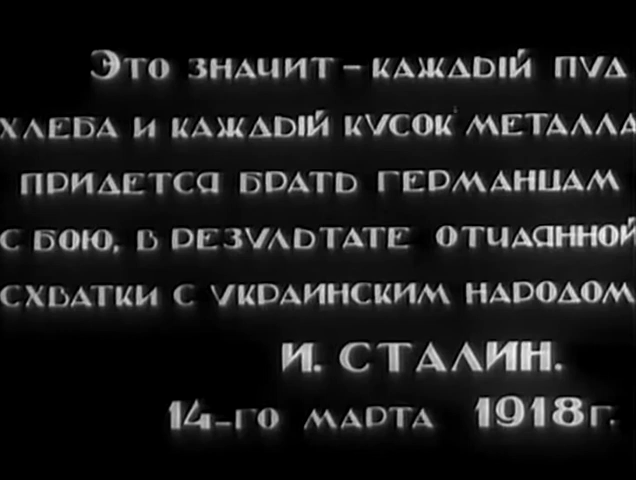 Это значит – каждый пуд
хлеба и каждый кусок металла
придется брать германцам
с бою, в результате отчаянной
схватки с украинским народом
И. СТАЛИН.
14-го марта 1918 г.